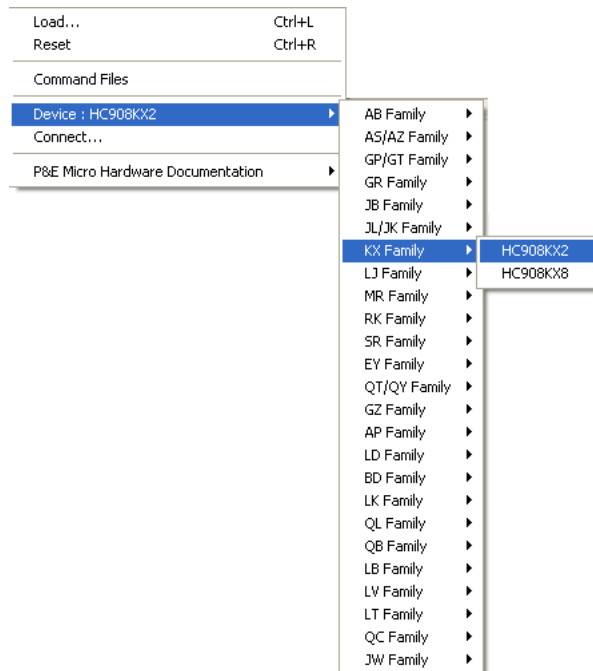 Load... Ctrl+L
Reset Ctrl+R
Command Files
Device : HC908KX2
Connect...
P&E Micro Hardware Documentation
AB Family
AS/AZ Family
GP/GT Family
GR Family
JB Family
JL/JK Family
KX Family
LJ Family
MR Family
RK Family
SR Family
EY Family
QT/QY Family
GZ Family
AP Family
LD Family
BD Family
LK Family
QL Family
QB Family
LB Family
LV Family
LT Family
QC Family
JW Family
HC908KX2
HC908KX8